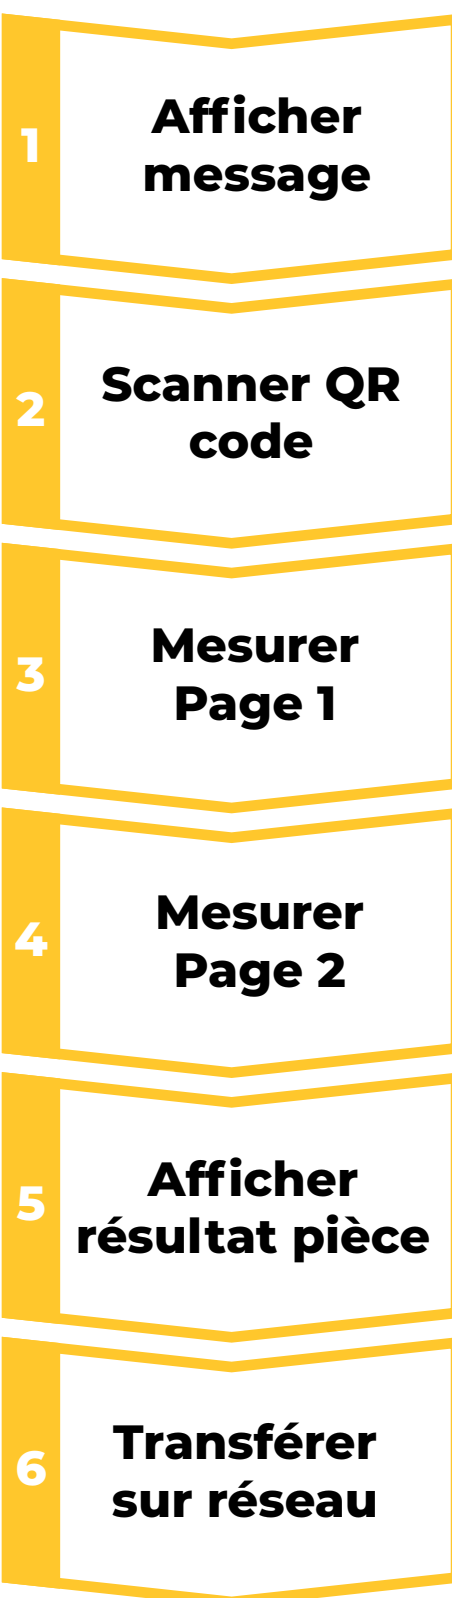 1
Afficher
message
2
Scanner QR
code
3
Mesurer
Page 1
4
Mesurer
Page 2
5
Afficher
résultat pièce
6
Transférer
sur réseau